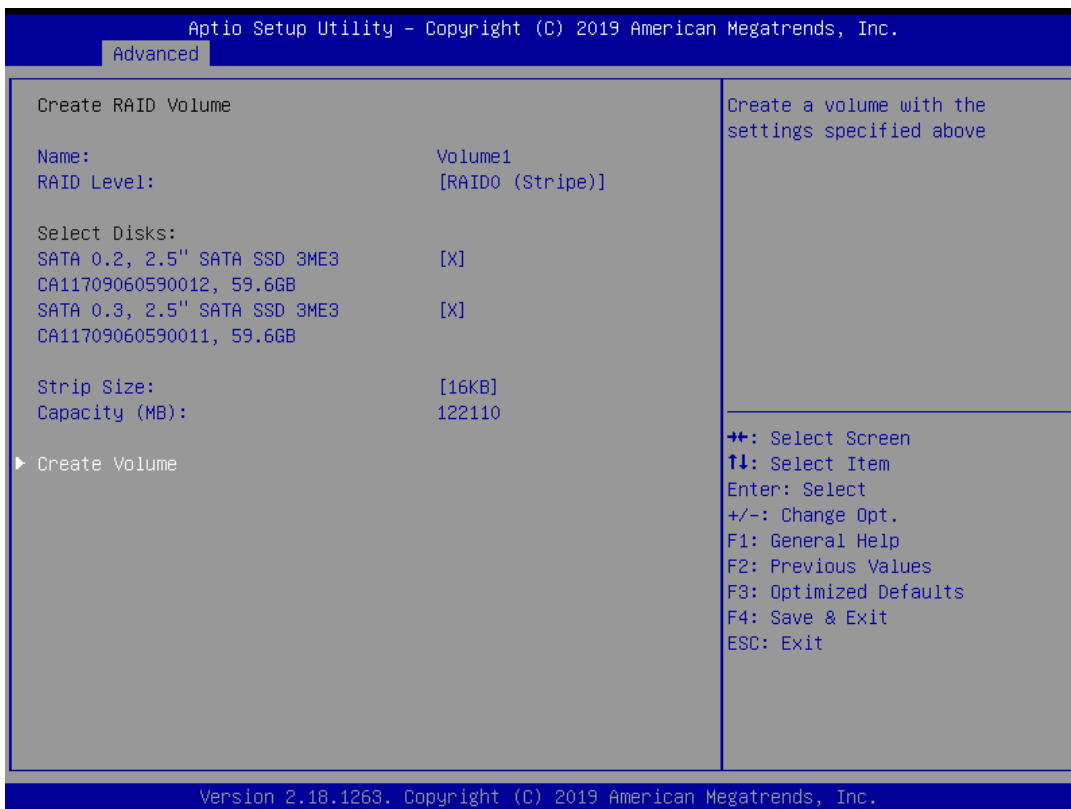 Aptio Setup Utility – Copyright (C) 2019 American Megatrends, Inc.
Advanced
Create RAID Volume
Name: Volume1
RAID Level: [RAID0 (Stripe)]
Select Disks:
SATA 0.2, 2.5" SATA SSD 3ME3 [X]
CA11709060590012, 59.6GB
SATA 0.3, 2.5" SATA SSD 3ME3 [X]
CA11709060590011, 59.6GB
Strip Size: [16KB]
Capacity (MB): 122110
▶ Create Volume
Create a volume with the
settings specified above
→←: Select Screen
↑↓: Select Item
Enter: Select
+/-: Change Opt.
F1: General Help
F2: Previous Values
F3: Optimized Defaults
F4: Save & Exit
ESC: Exit
Version 2.18.1263. Copyright (C) 2019 American Megatrends, Inc.